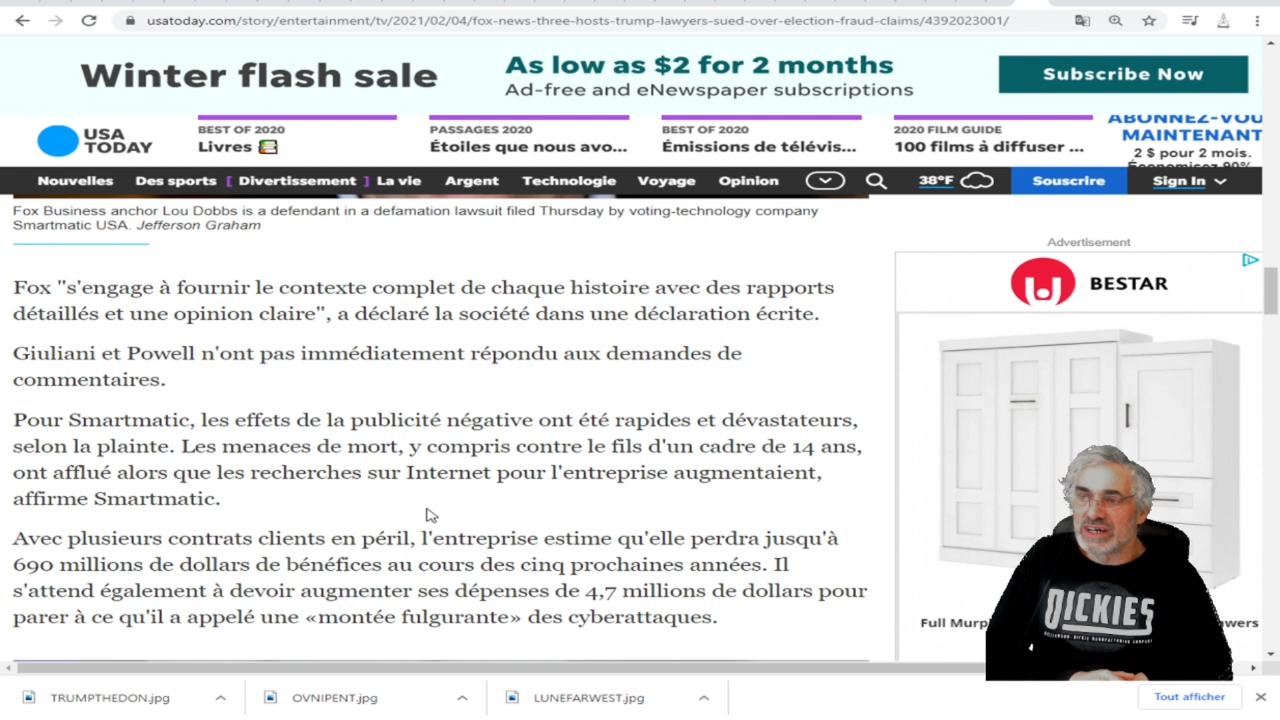 usatoday.com/story/entertainment/tv/2021/02/04/fox-news-three-hosts-trump-lawyers-sued-over-election-fraud-claims/4392023001/
Winter flash sale
As low as $2 for 2 months
Ad-free and eNewspaper subscriptions
Subscribe Now
USA
TODAY
BEST OF 2020
Livres
PASSAGES 2020
Étoiles que nous avo...
BEST OF 2020
Émissions de télévis...
2020 FILM GUIDE
100 films à diffuser ...
ABONNEZ-VOU
MAINTENANT
2 $ pour 2 mois.
Économisez 90%
Nouvelles Des sports [ Divertissement ] La vie Argent Technologie Voyage Opinion 38°F Souscrire Sign In
Fox Business anchor Lou Dobbs is a defendant in a defamation lawsuit filed Thursday by voting-technology company
Smartmatic USA. Jefferson Graham
Fox "s'engage à fournir le contexte complet de chaque histoire avec des rapports
détaillés et une opinion claire", a déclaré la société dans une déclaration écrite.
Giuliani et Powell n'ont pas immédiatement répondu aux demandes de
commentaires.
Pour Smartmatic, les effets de la publicité négative ont été rapides et dévastateurs,
selon la plainte. Les menaces de mort, y compris contre le fils d'un cadre de 14 ans,
ont afflué alors que les recherches sur Internet pour l'entreprise augmentaient,
affirme Smartmatic.
Avec plusieurs contrats clients en péril, l'entreprise estime qu'elle perdra jusqu'à
690 millions de dollars de bénéfices au cours des cinq prochaines années. Il
s'attend également à devoir augmenter ses dépenses de 4,7 millions de dollars pour
parer à ce qu'il a appelé une «montée fulgurante» des cyberattaques.
Advertisement
BESTAR
Full Murp
wers
DICKIES
TRUMPTHEDON.jpg
OVNIPENT.jpg
LUNEFARWEST.jpg
Tout afficher